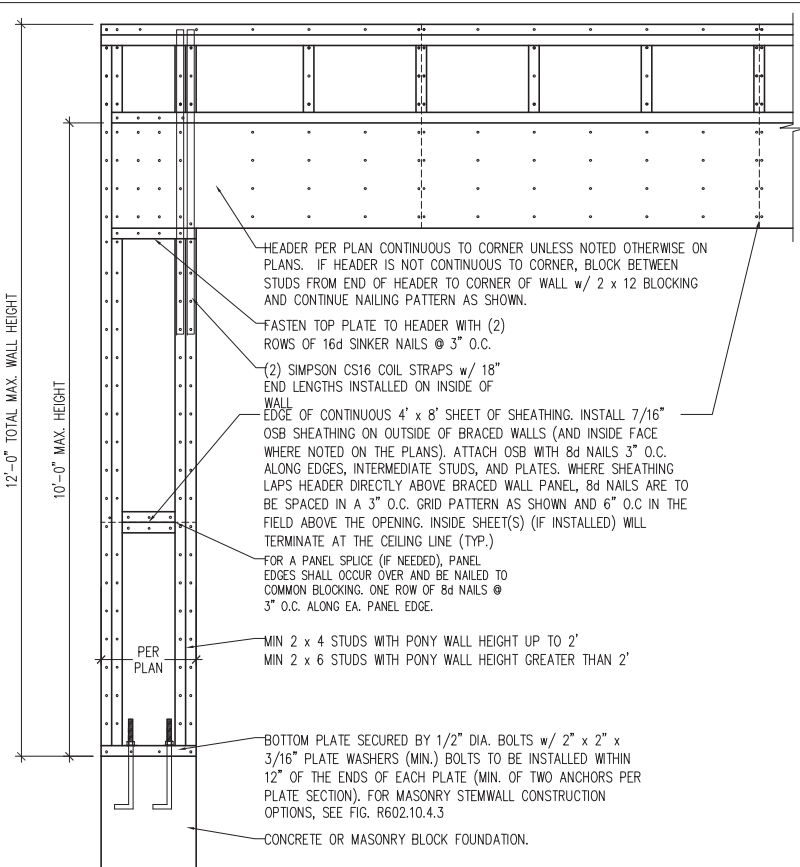 HEADER PER PLAN CONTINUOUS TO CORNER UNLESS NOTED OTHERWISE ON
PLANS. IF HEADER IS NOT CONTINUOUS TO CORNER, BLOCK BETWEEN
STUDS FROM END OF HEADER TO CORNER OF WALL w/ 2 x 12 BLOCKING
AND CONTINUE NAILING PATTERN AS SHOWN.
FASTEN TOP PLATE TO HEADER WITH (2)
ROWS OF 16d SINKER NAILS @ 3" O.C.
(2) SIMPSON CS16 COIL STRAPS w/ 18"
END LENGTHS INSTALLED ON INSIDE OF
WALL
EDGE OF CONTINUOUS 4' x 8' SHEET OF SHEATHING. INSTALL 7/16"
OSB SHEATHING ON OUTSIDE OF BRACED WALLS (AND INSIDE FACE
WHERE NOTED ON THE PLANS). ATTACH OSB WITH 8d NAILS 3" O.C.
ALONG EDGES, INTERMEDIATE STUDS, AND PLATES. WHERE SHEATHING
LAPS HEADER DIRECTLY ABOVE BRACED WALL PANEL, 8d NAILS ARE TO
BE SPACED IN A 3" O.C. GRID PATTERN AS SHOWN AND 6" O.C IN THE
FIELD ABOVE THE OPENING. INSIDE SHEET(S) (IF INSTALLED) WILL
TERMINATE AT THE CEILING LINE (TYP.)
FOR A PANEL SPLICE (IF NEEDED), PANEL
EDGES SHALL OCCUR OVER AND BE NAILED TO
COMMON BLOCKING. ONE ROW OF 8d NAILS @
3" O.C. ALONG EA. PANEL EDGE.
MIN 2 x 4 STUDS WITH PONY WALL HEIGHT UP TO 2'
MIN 2 x 6 STUDS WITH PONY WALL HEIGHT GREATER THAN 2'
BOTTOM PLATE SECURED BY 1/2" DIA. BOLTS w/ 2" x 2" x
3/16" PLATE WASHERS (MIN.) BOLTS TO BE INSTALLED WITHIN
12" OF THE ENDS OF EACH PLATE (MIN. OF TWO ANCHORS PER
PLATE SECTION). FOR MASONRY STEMWALL CONSTRUCTION
OPTIONS, SEE FIG. R602.10.4.3
CONCRETE OR MASONRY BLOCK FOUNDATION.
12'-0" TOTAL MAX. WALL HEIGHT
10'-0" MAX. HEIGHT
PER
PLAN